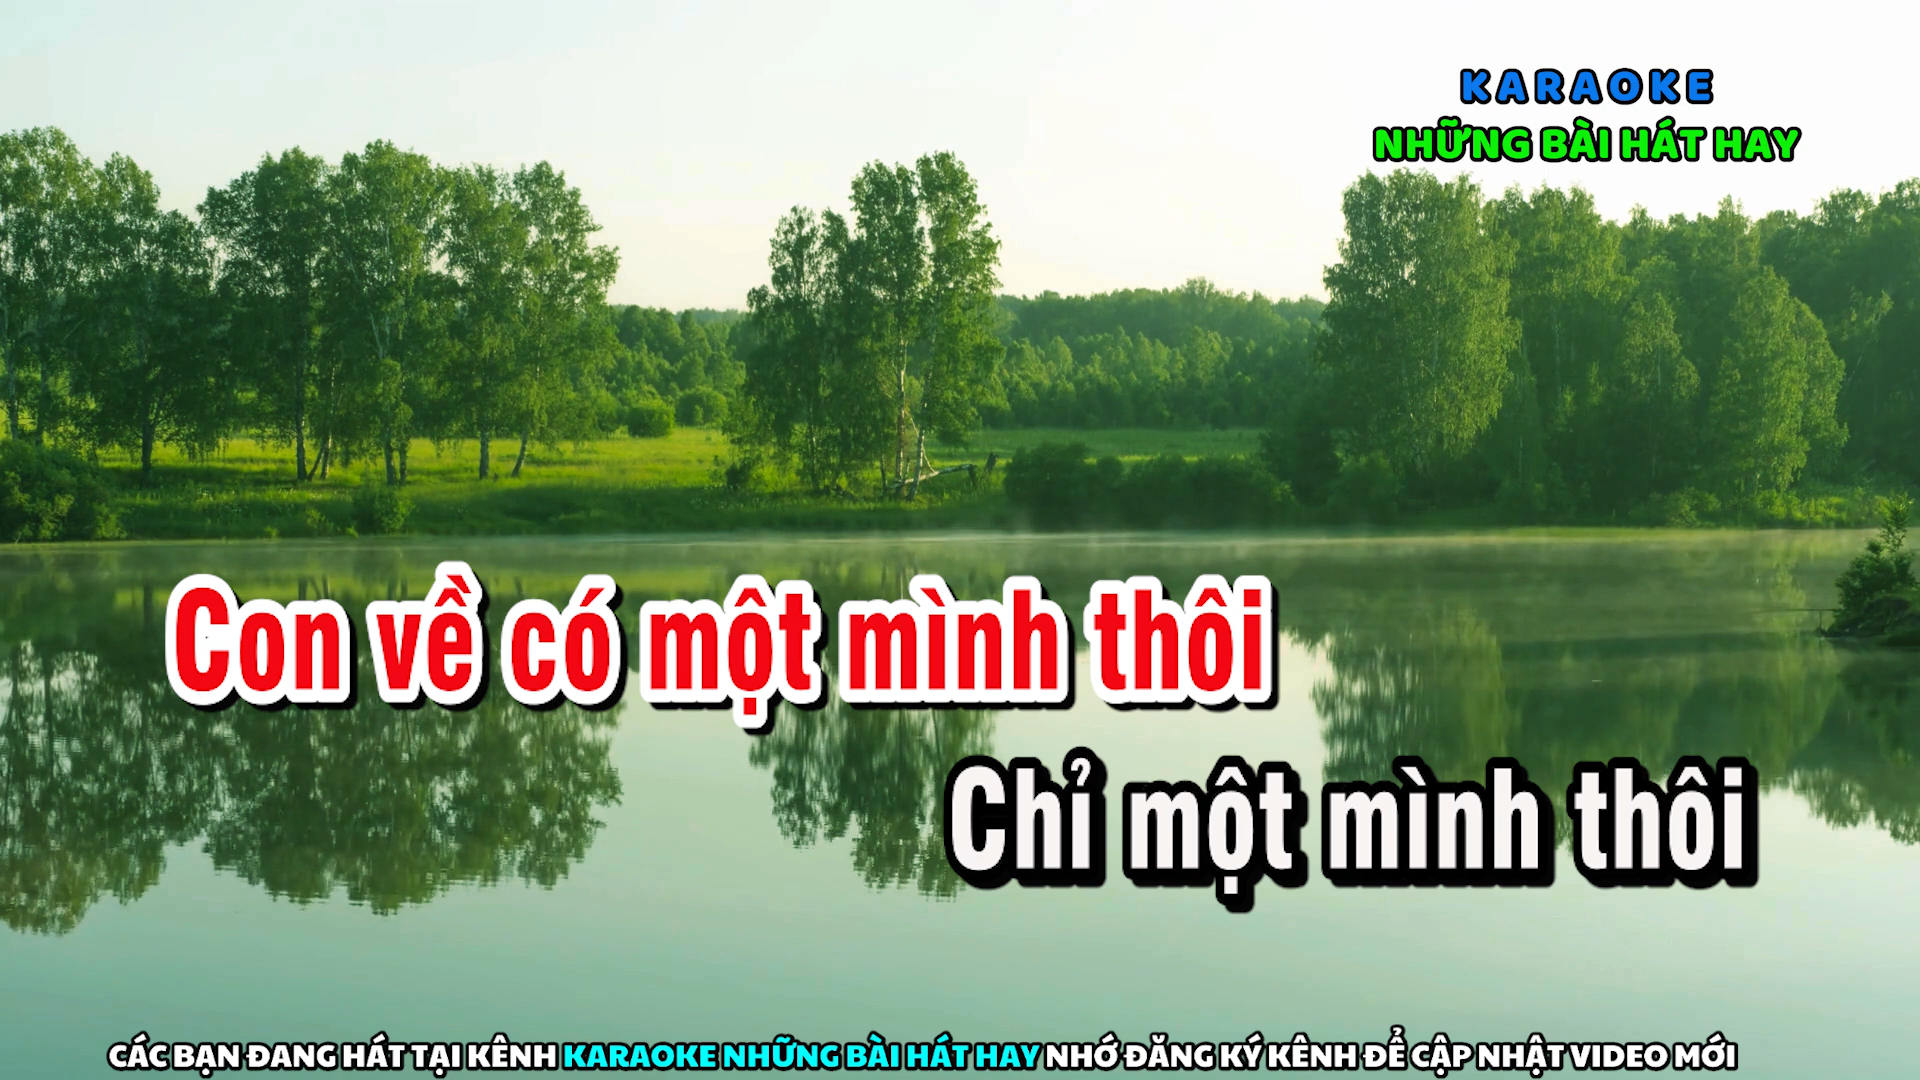 KARAOKE
NHỮNG BÀI HÁT HAY
Con về có một mình thôi
Chỉ một mình thôi
CÁC BẠN ĐANG HÁT TẠI KÊNH KARAOKE NHỮNG BÀI HÁT HAY NHỚ ĐĂNG KÝ KÊNH ĐỂ CẬP NHẬT VIDEO MỚI